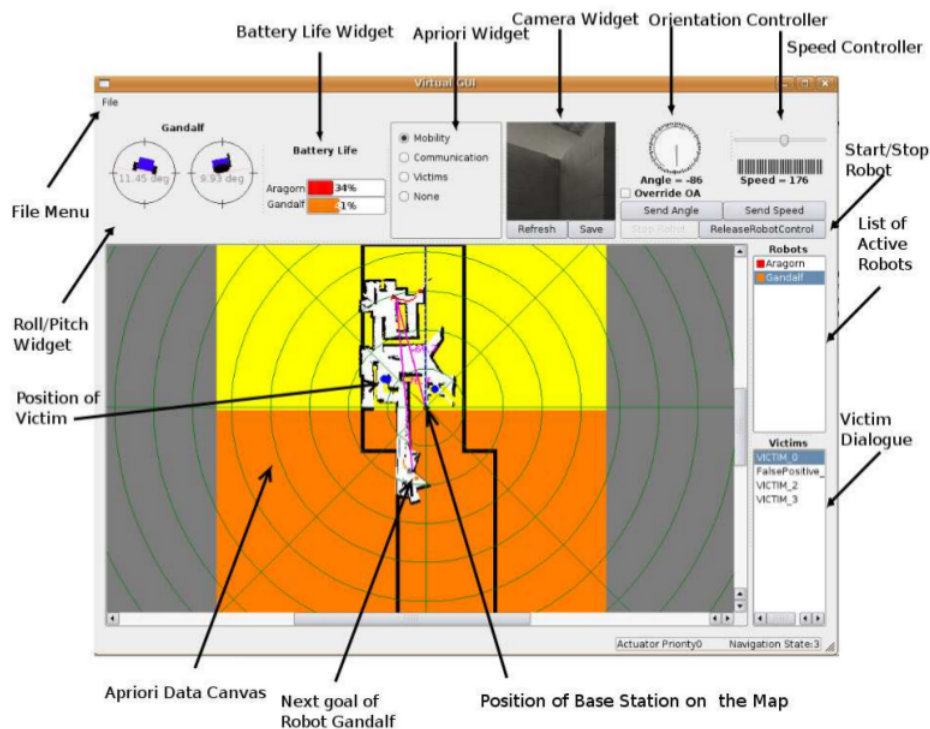 Battery Life Widget
Apriori Widget
Camera Widget
Orientation Controller
Speed Controller
Virtual GUI
File
Gandalf
11.45 deg
9.93 deg
Battery Life
Aragorn
34%
Gandalf
Mobility
Communication
Victims
None
Refresh
Save
Angle = -86
Override OA
Send Angle
Stop Robot
Speed = 176
Send Speed
ReleaseRobotControl
Start/Stop
Robot
File Menu
Roll/Pitch
Widget
Position of
Victim
Robots
Aragorn
Gandalf
List of
Active
Robots
Victims
VICTIM_0
FalsePositive_
VICTIM_2
VICTIM_3
Victim
Dialogue
Actuator Priority0
Navigation State:3
Apriori Data Canvas
Next goal of
Robot Gandalf
Position of Base Station on the Map